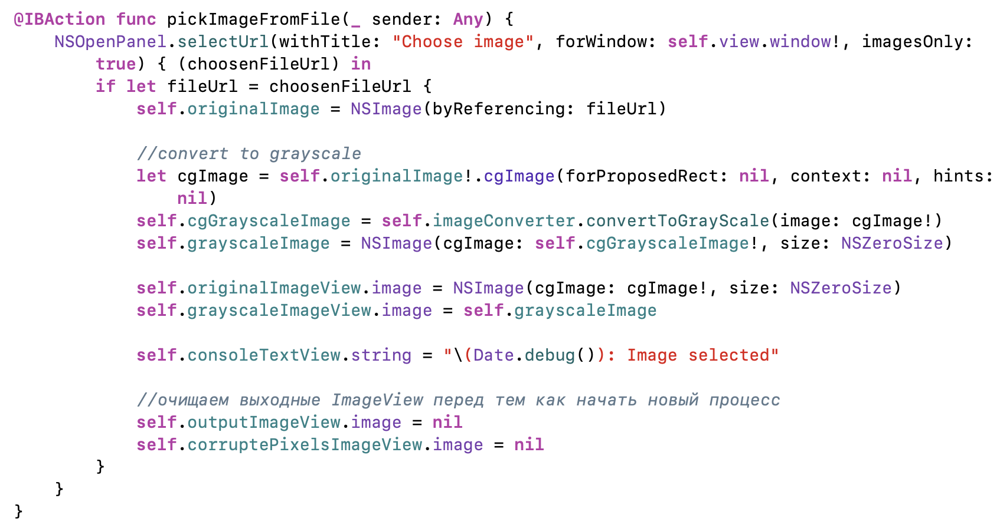 @IBAction func pickImageFromFile(_ sender: Any) {
NSOpenPanel.selectUrl(withTitle: "Choose image", forWindow: self.view.window!, imagesOnly:
true) { (choosenFileUrl) in
if let fileUrl = choosenFileUrl {
self.originalImage = NSImage(byReferencing: fileUrl)
//convert to grayscale
let cgImage = self.originalImage!.cgImage(forProposedRect: nil, context: nil, hints:
nil)
self.cgGrayscaleImage = self.imageConverter.convertToGrayScale(image: cgImage!)
self.grayscaleImage = NSImage(cgImage: self.cgGrayscaleImage!, size: NSZeroSize)
self.originalImageView.image = NSImage(cgImage: cgImage!, size: NSZeroSize)
self.grayscaleImageView.image = self.grayscaleImage
self.consoleTextView.string = "\(Date.debug()): Image selected"
//очищаем выходные ImageView перед тем как начать новый процесс
self.outputImageView.image = nil
self.corruptePixelsImageView.image = nil
}
}
}